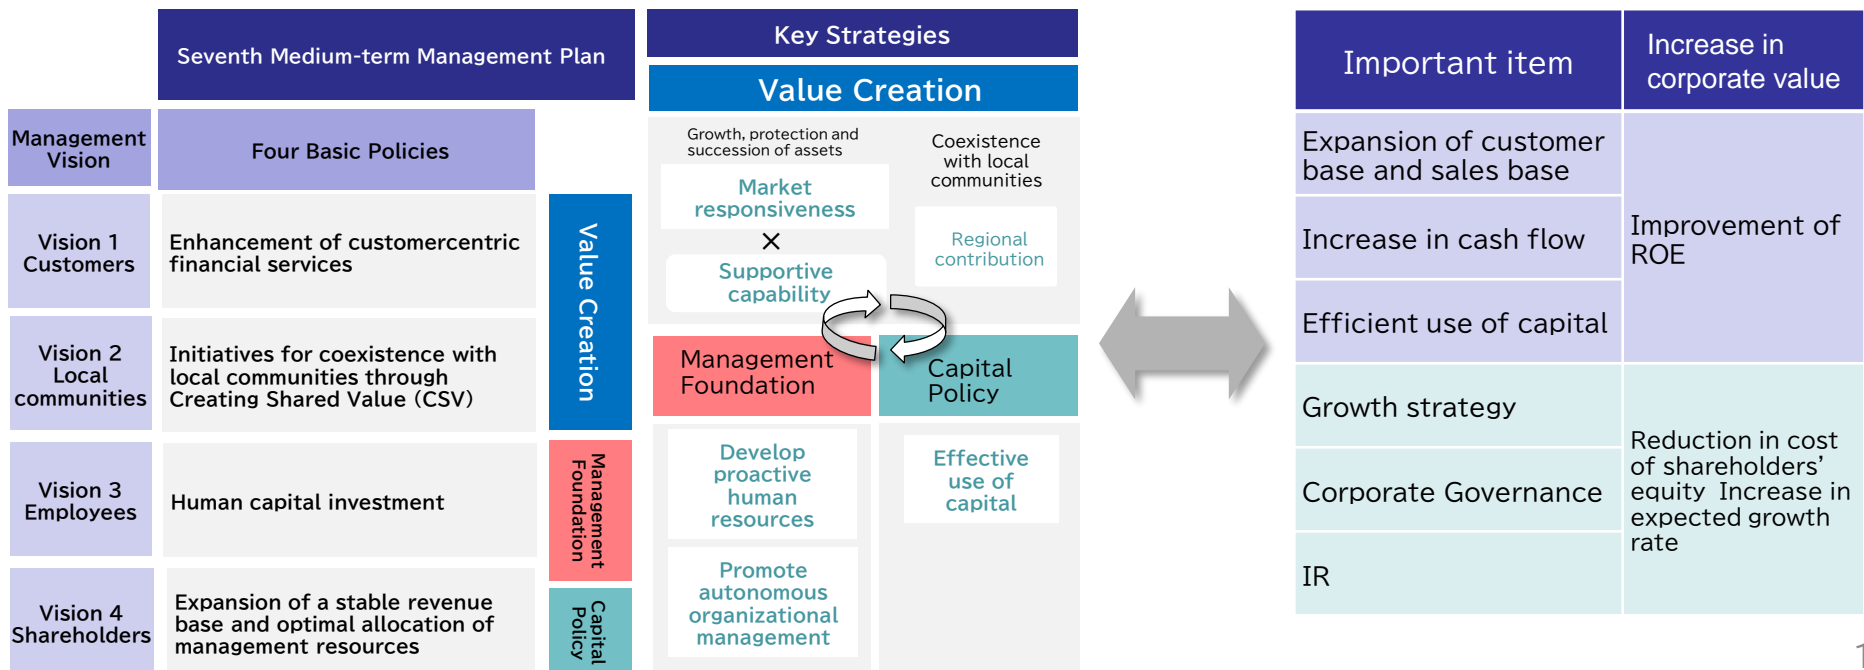 Seventh Medium-term Management Plan
Management
Vision
Four Basic Policies
Vision 1
Customers
Enhancement of customercentric
financial services
Vision 2
Local
communities
Initiatives for coexistence with
local communities through
Creating Shared Value (CSV)
Vision 3
Employees
Human capital investment
Vision 4
Shareholders
Expansion of a stable revenue
base and optimal allocation of
management resources
Value Creation
Management
Foundation
Capital
Policy
Key Strategies
Value Creation
Growth, protection and
succession of assets
Market
responsiveness
×
Supportive
capability
Coexistence
with local
communities
Regional
contribution
Management
Foundation
Capital
Policy
Develop
proactive
human
resources
Promote
autonomous
organizational
management
Effective
use of
capital
Important item
Increase in
corporate value
Expansion of customer
base and sales base
Increase in cash flow
Efficient use of capital
Improvement of
ROE
Growth strategy
Corporate Governance
IR
Reduction in cost
of shareholders’
equity Increase in
expected growth
rate